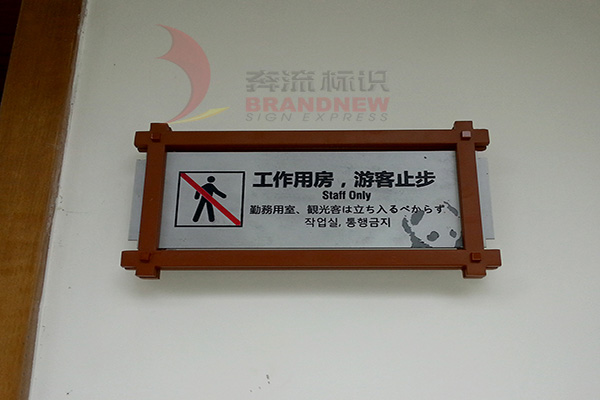 奔流标识
BRANDNEW
SIGN EXPRESS
工作用房，游客止步
Staff Only
勤務用室、観光客は立ち入るべからず
작업실, 통행금지